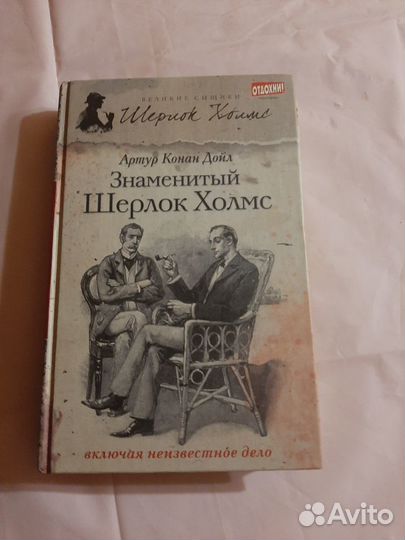 ВЕЛИКИЕ СЫЩИКИ
ОТДОХНИ!
Шерлок Холмс
Артур Конан Дойл
Знаменитый
Шерлок Холмс
включая неизвестное дело
Avito